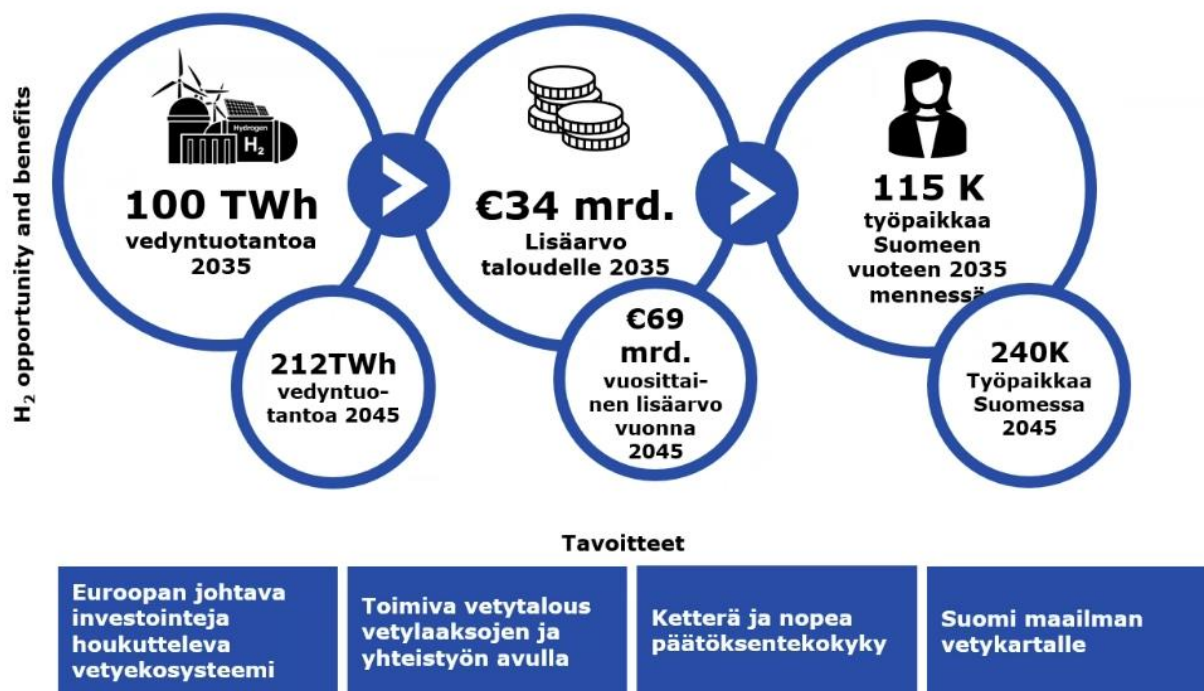 H₂ opportunity and benefits
Hydrogen
H₂
100 TWh
vedyntuotantoa
2035
212TWh
vedyntuo-
tantoa 2045
€34 mrd.
Lisäarvo
taloudelle 2035
€69
mrd.
vuosittai-
nen lisäarvo
vuonna
2045
115 K
työpaikkaa
Suomeen
vuoteen 2035
mennessä
240K
Työpaikkaa
Suomessa
2045
Tavoitteet
Euroopan johtava
investointeja
houkutteleva
vetyekosysteemi
Toimiva vetytalous
vetylaaksojen ja
yhteistyön avulla
Ketterä ja nopea
päätöksentekokyky
Suomi maailman
vetykartalle